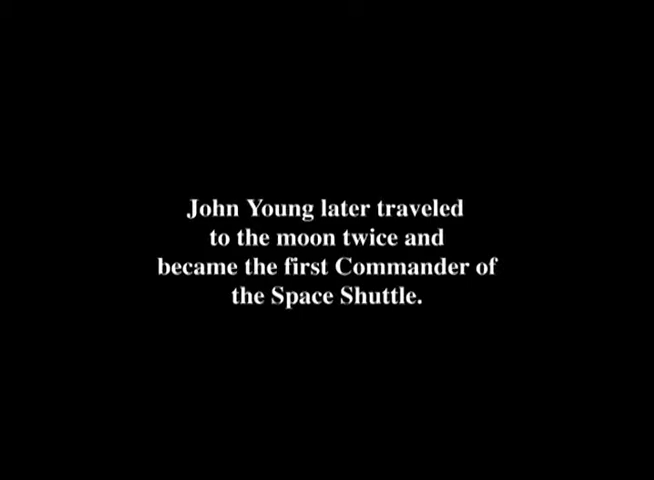 John Young later traveled
to the moon twice and
became the first Commander of
the Space Shuttle.